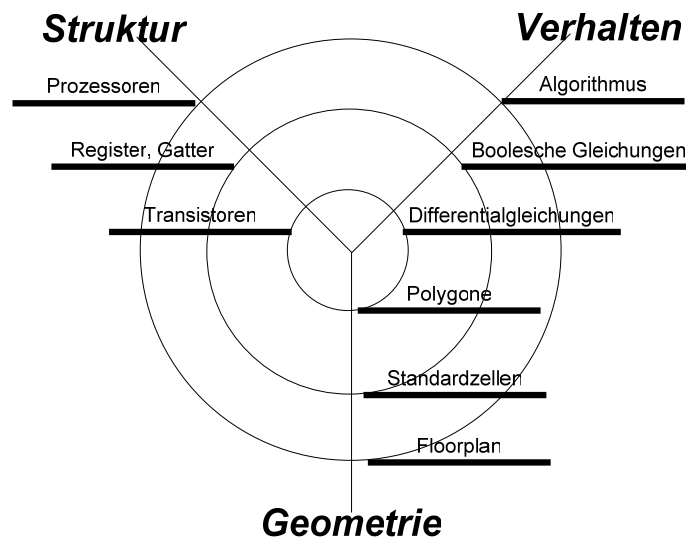 Struktur
Verhalten
Prozessoren
Algorithmus
Register, Gatter
Boolesche Gleichungen
Transistoren
Differentialgleichungen
Polygone
Standardzellen
Floorplan
Geometrie